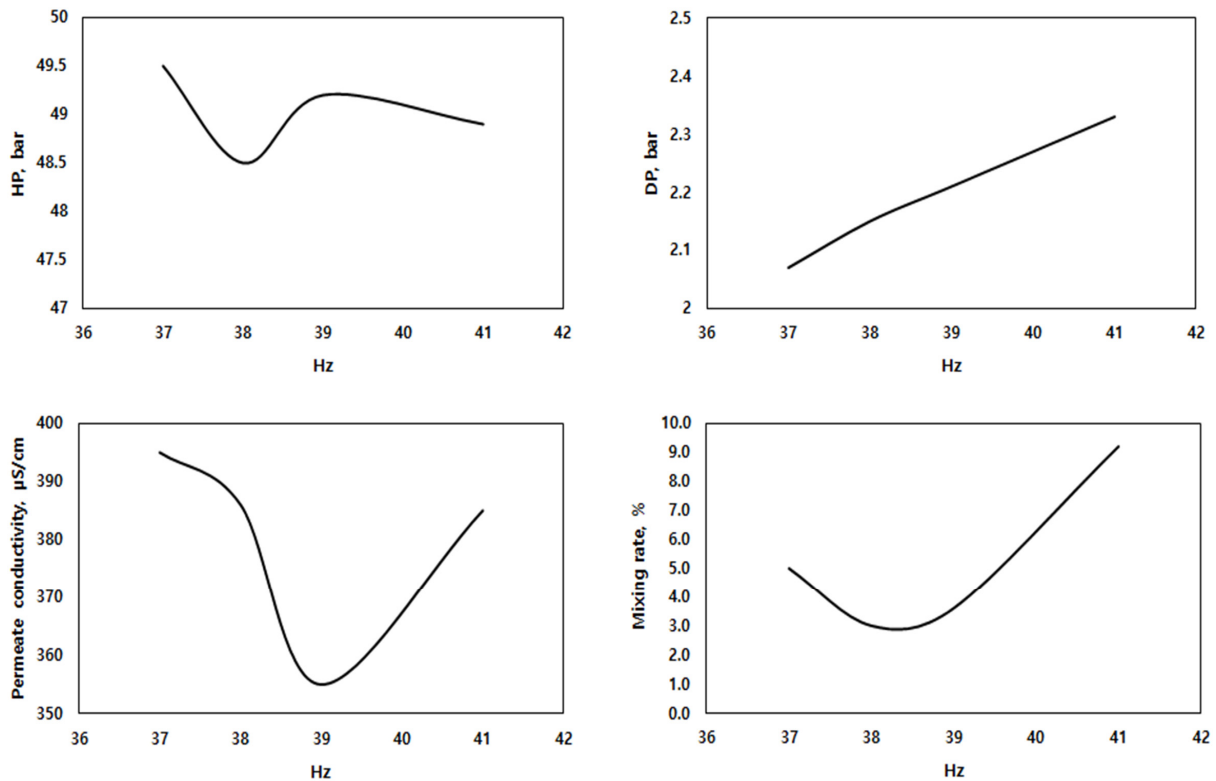 50
49.5
49
48.5
48
47.5
47
HP, bar
36 37 38 39 40 41 42
Hz
2.5
2.4
2.3
2.2
2.1
2
DP, bar
36 37 38 39 40 41 42
Hz
400
390
380
370
360
350
Permeate conductivity, µS/cm
36 37 38 39 40 41 42
Hz
10.0
9.0
8.0
7.0
6.0
5.0
4.0
3.0
2.0
1.0
0.0
Mixing rate, %
36 37 38 39 40 41 42
Hz